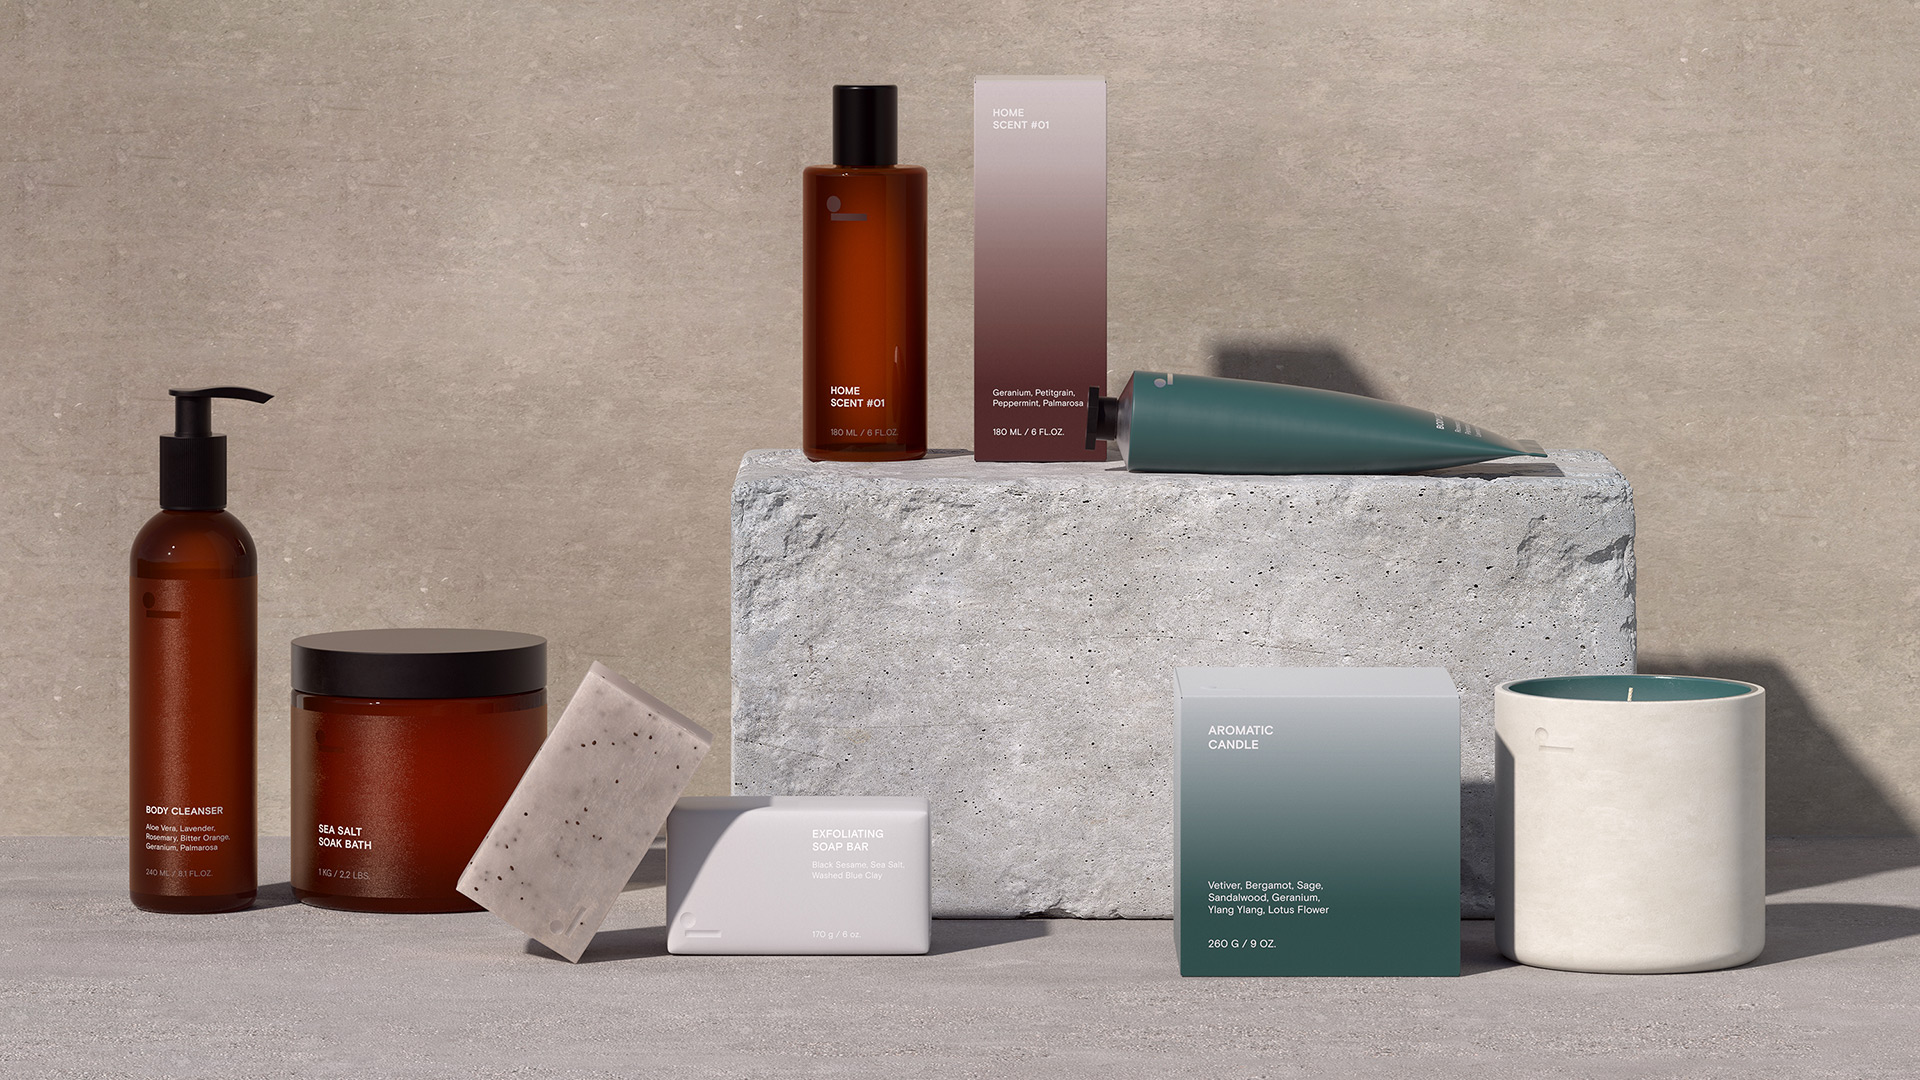 HOME
SCENT #01
180 ML / 6 FL.OZ.
HOME
SCENT #01
Geranium, Petitgrain,
Peppermint, Palmarosa
180 ML / 6 FL.OZ.
BODY CLEANSER
Aloe Vera, Lavender,
Rosemary, Bitter Orange,
Geranium, Palmarosa
240 ML / 8.1 FL.OZ.
SEA SALT
SOAK BATH
1 KG / 2.2 LBS.
EXFOLIATING
SOAP BAR
Black Sesame, Sea Salt,
Washed Blue Clay
170 g / 6 oz.
AROMATIC
CANDLE
Vetiver, Bergamot, Sage,
Sandalwood, Geranium,
Ylang Ylang, Lotus Flower
260 G / 9 OZ.